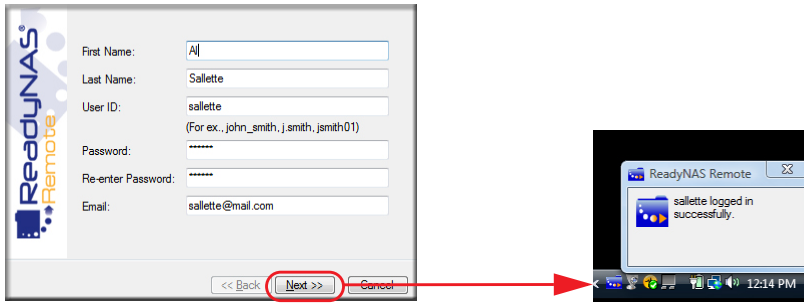 ReadyNAS®
Remote
First Name: Al
Last Name: Sallette
User ID: sallette
(For ex., john_smith, j.smith, jsmith01)
Password: ******
Re-enter Password: ******
Email: sallette@mail.com
<< Back Next >> Cancel
ReadyNAS Remote
sallette logged in
successfully.
12:14 PM